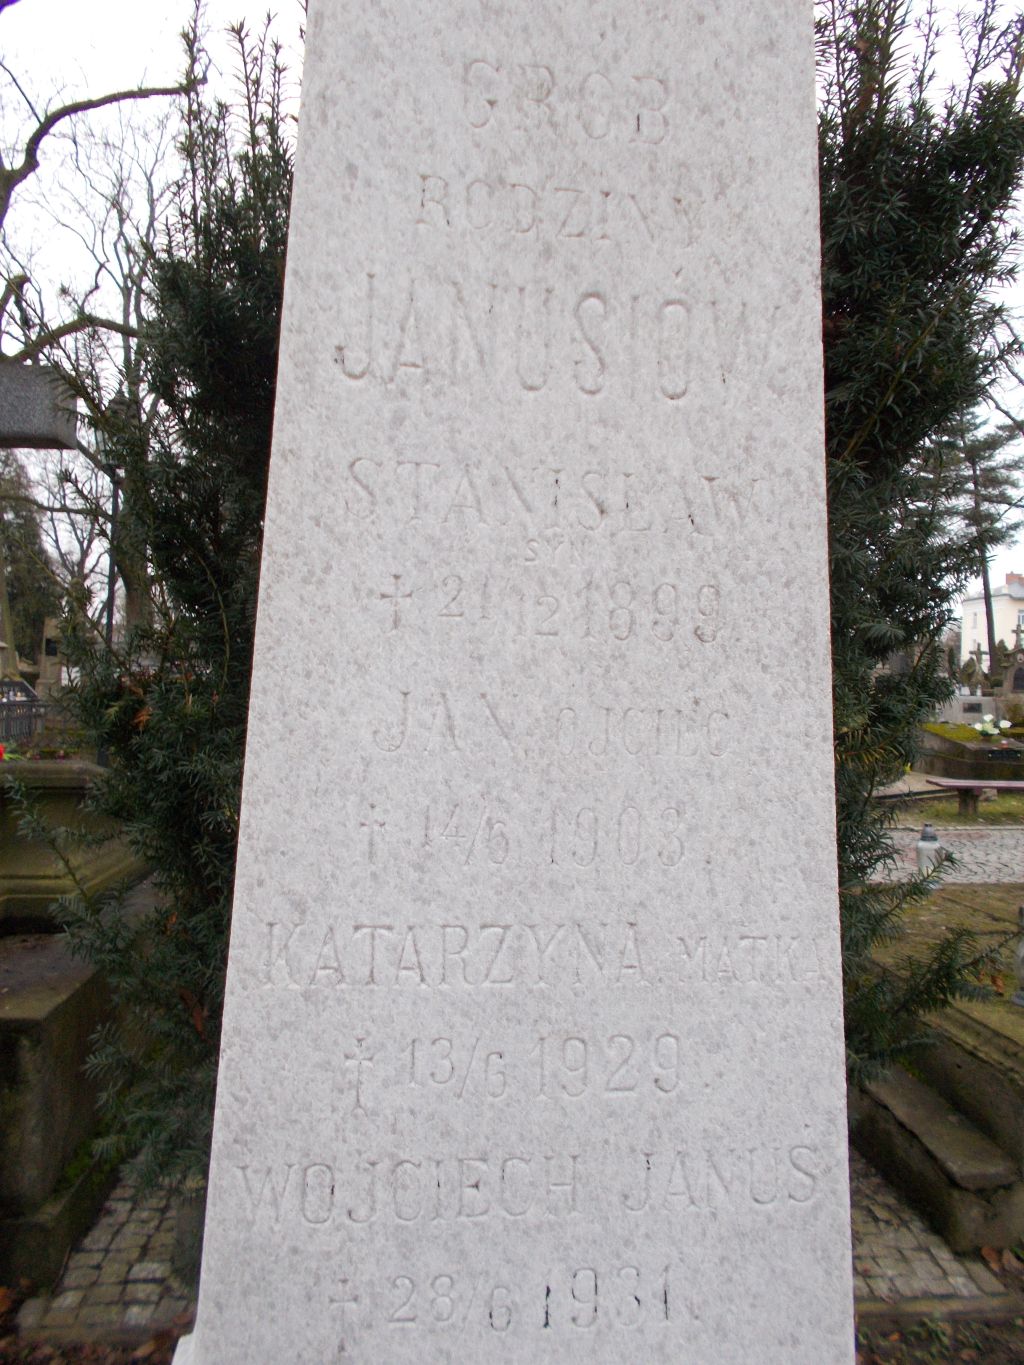 GRÓB
RODZINY
JANUSIÓW
STANISŁAW
SYN
† 21/12 1899
JAN OJCIEC
† 14/6 1903
KATARZYNA MATKA
† 13/6 1929
WOJCIECH JANUŚ
† 28/6 1931